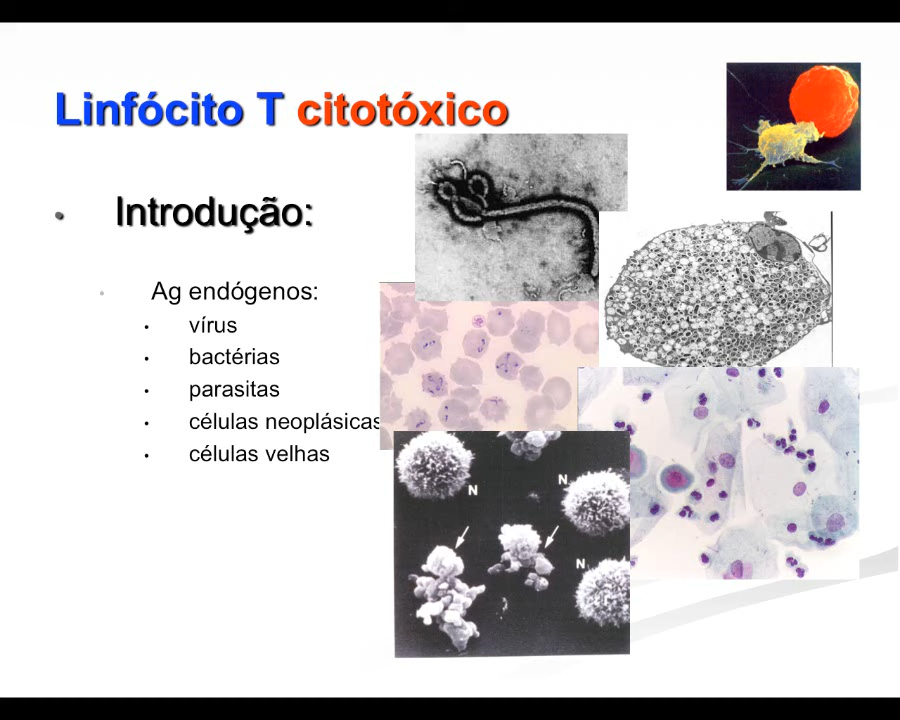 Linfócito T citotóxico
• Introdução:
• Ag endógenos:
• vírus
• bactérias
• parasitas
• células neoplásicas
• células velhas
N
N
N